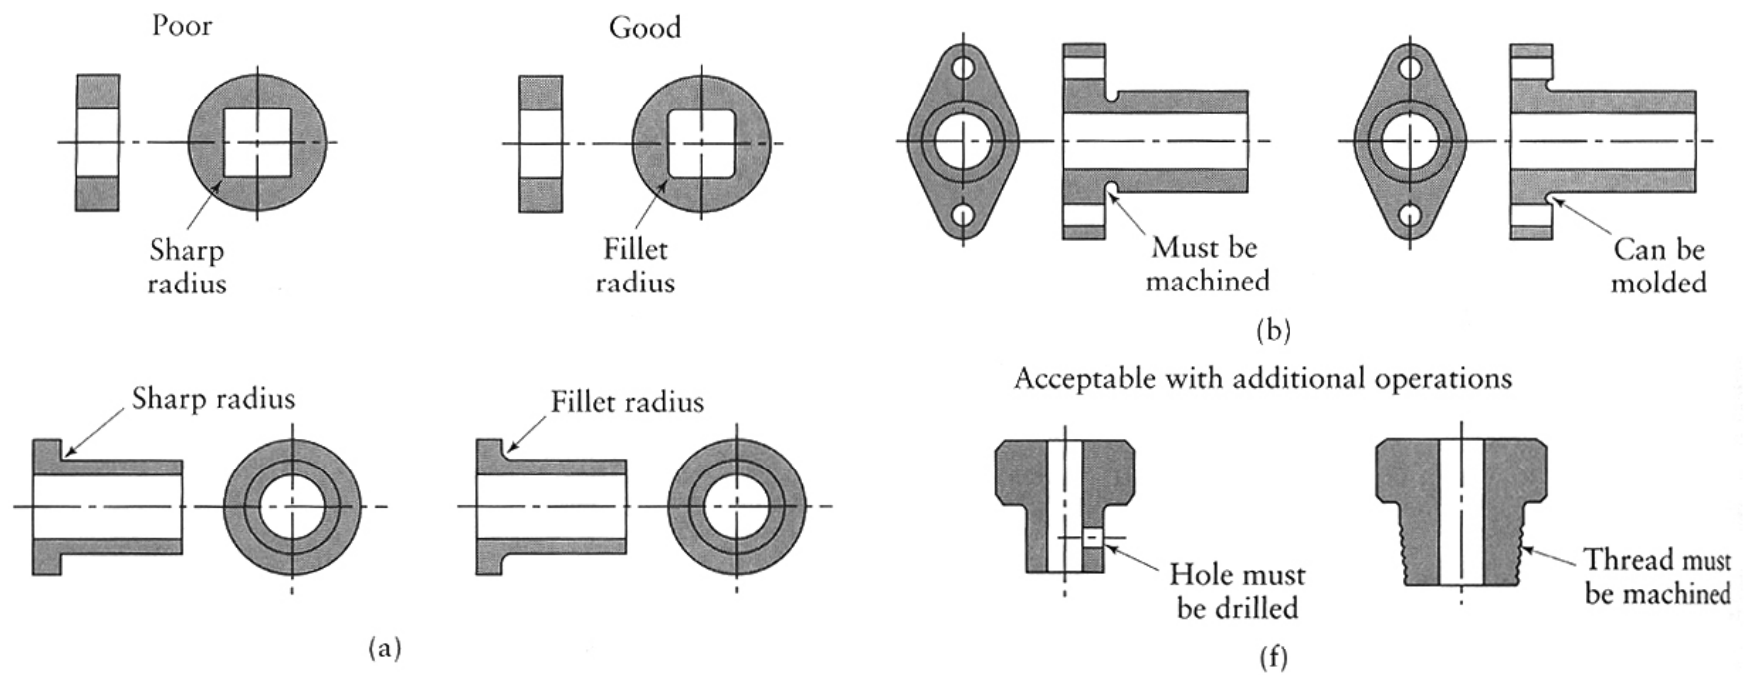 Poor
Good
Sharp
radius
Fillet
radius
Must be
machined
Can be
molded
(b)
Sharp radius
Fillet radius
(a)
Acceptable with additional operations
Hole must
be drilled
Thread must
be machined
(f)